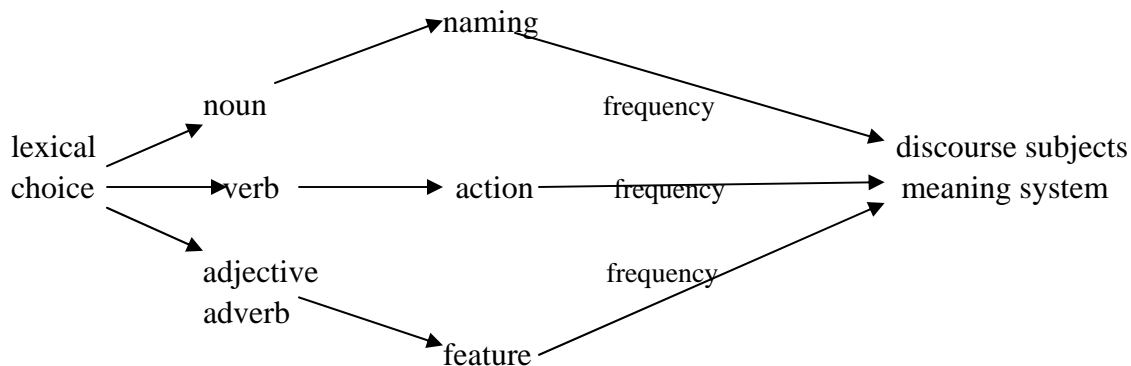 naming
noun
frequency
lexical
choice
discourse subjects
meaning system
verb
action
frequency
adjective
adverb
frequency
feature